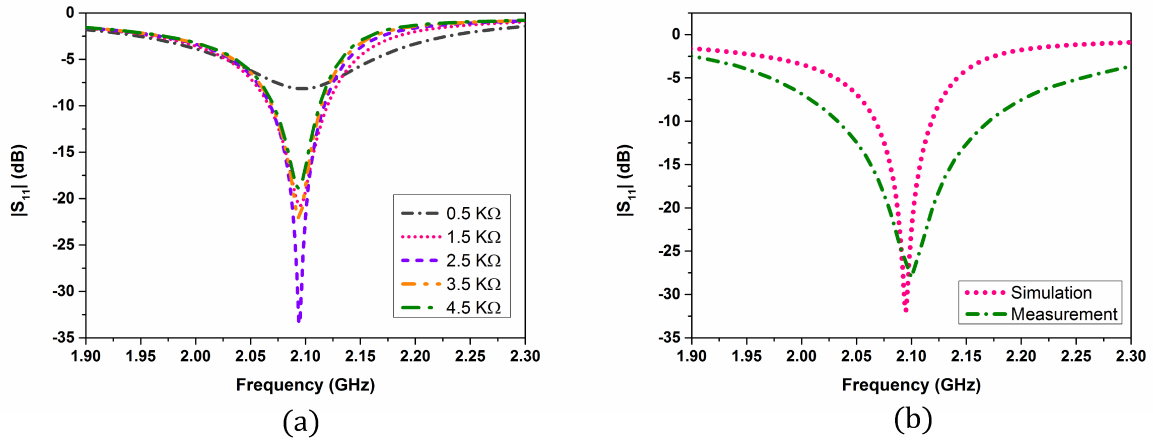 0
-5
-10
-15
-20
-25
-30
-35
|S11| (dB)
0.5 KΩ
1.5 KΩ
2.5 KΩ
3.5 KΩ
4.5 KΩ
1.90 1.95 2.00 2.05 2.10 2.15 2.20 2.25 2.30
Frequency (GHz)
(a)
0
-5
-10
-15
-20
-25
-30
-35
|S11| (dB)
Simulation
Measurement
1.90 1.95 2.00 2.05 2.10 2.15 2.20 2.25 2.30
Frequency (GHz)
(b)